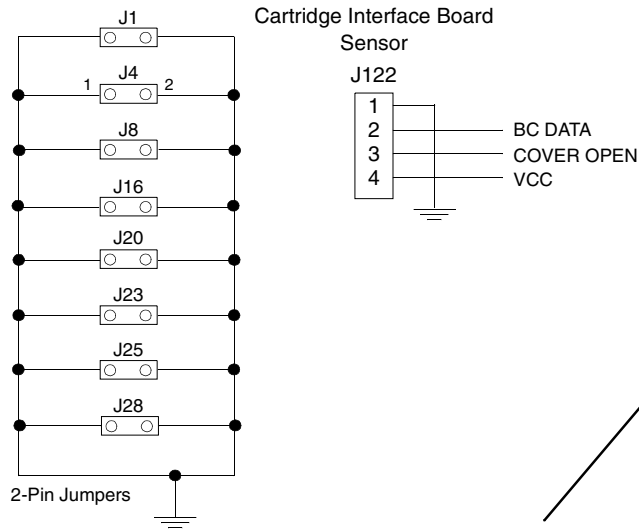 J1
1 J4 2
J8
J16
J20
J23
J25
J28
2-Pin Jumpers
Cartridge Interface Board
Sensor
J122
1
2 BC DATA
3 COVER OPEN
4 VCC